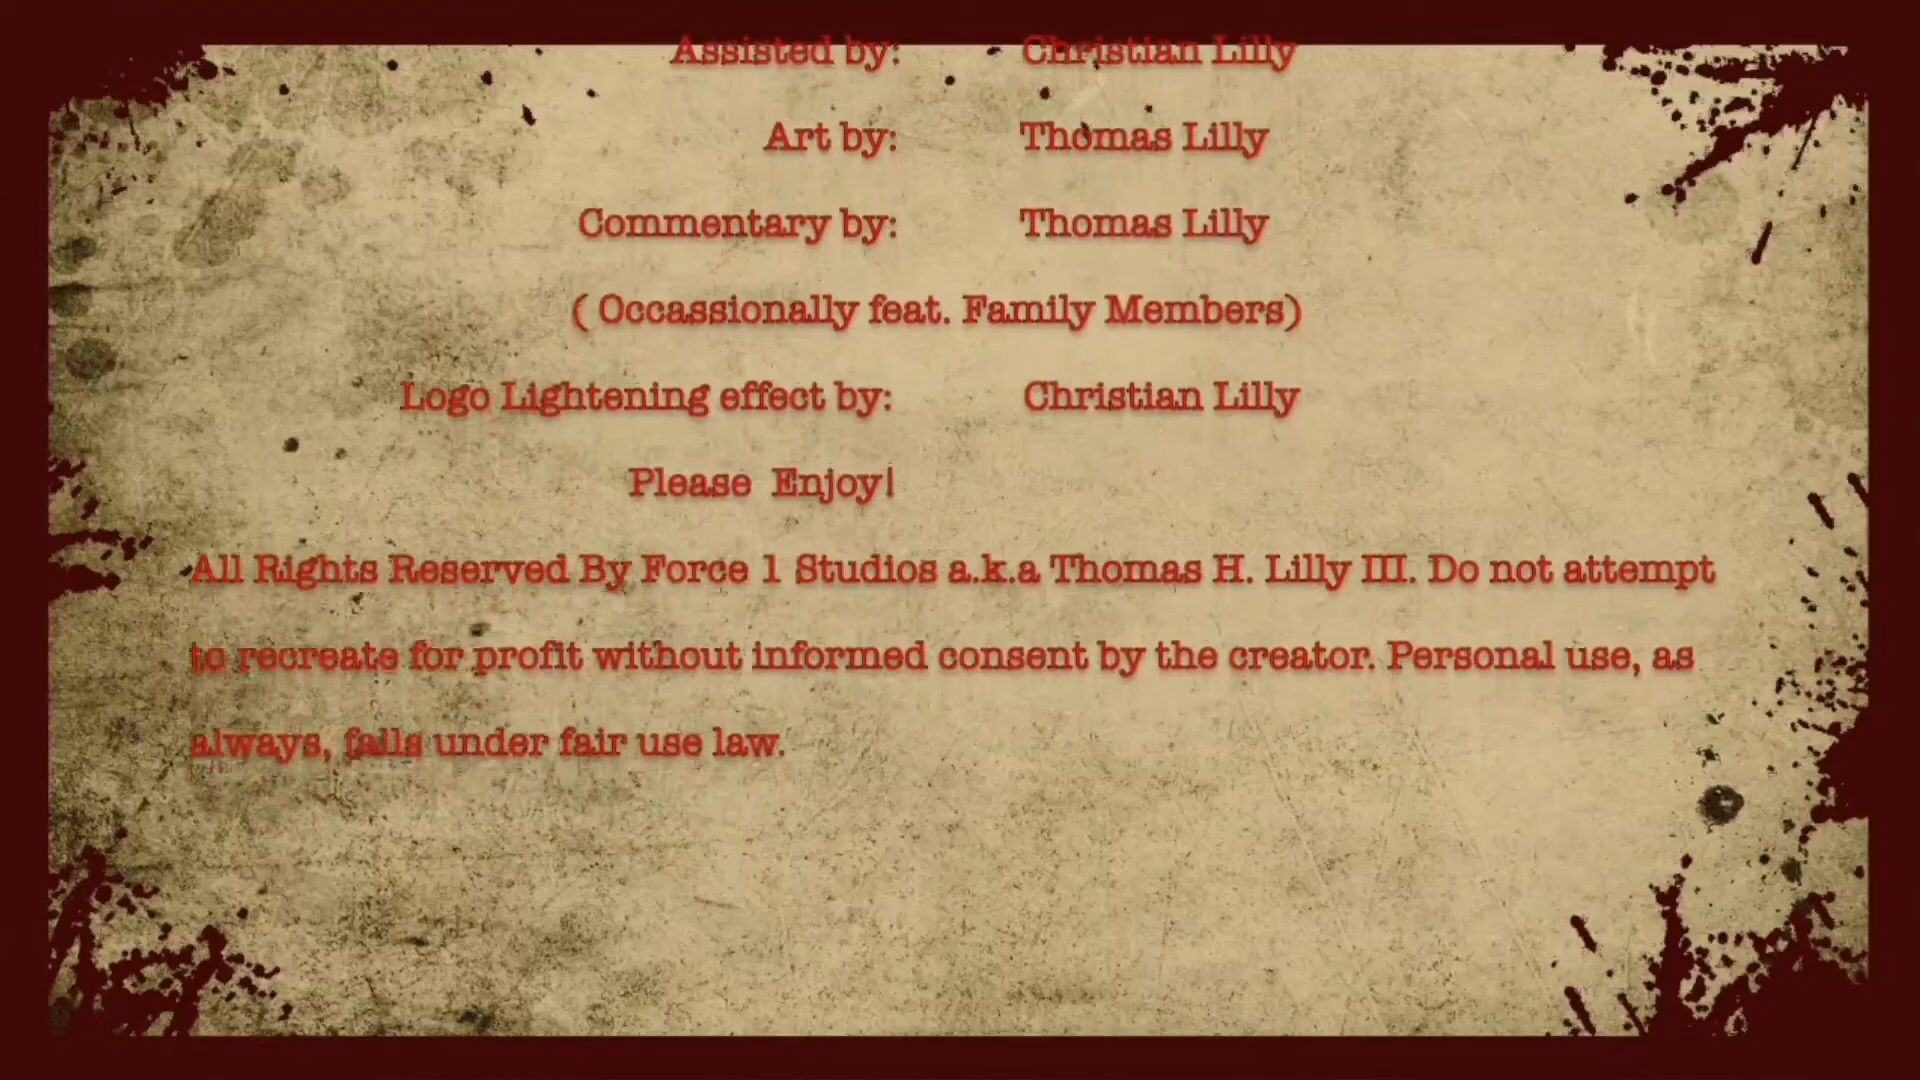 Assisted by: Christian Lilly
Art by: Thomas Lilly
Commentary by: Thomas Lilly
( Occassionally feat. Family Members)
Logo Lightening effect by: Christian Lilly
Please Enjoy!
All Rights Reserved By Force 1 Studios a.k.a Thomas H. Lilly III. Do not attempt
to recreate for profit without informed consent by the creator. Personal use, as
always, falls under fair use law.